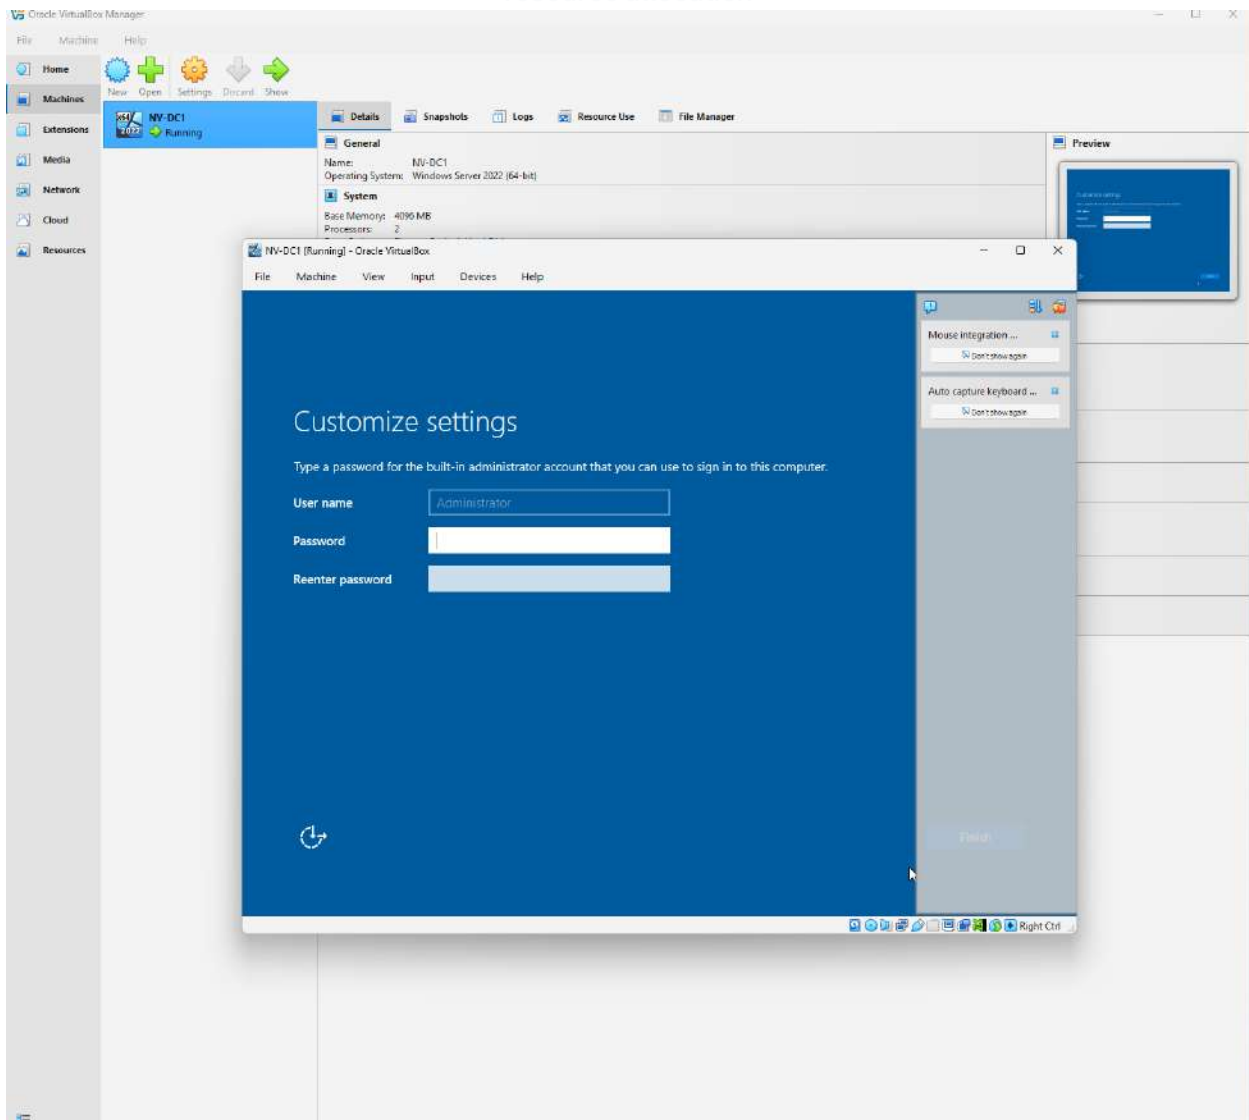 Oracle VirtualBox Manager
File Machine Help
Home
Machines
Extensions
Media
Network
Cloud
Resources
New Open Settings Discard Show
x64
2022
NV-DC1
Running
Details Snapshots Logs Resource Use File Manager
General
Name: NV-DC1
Operating System: Windows Server 2022 (64-bit)
System
Base Memory: 4096 MB
Processors: 2
Preview
Customize settings
NV-DC1 [Running] - Oracle VirtualBox
File Machine View Input Devices Help
Mouse integration ...
Don't show again
Auto capture keyboard ...
Don't show again
Customize settings
Type a password for the built-in administrator account that you can use to sign in to this computer.
User name Administrator
Password
Reenter password
Finish
Right Ctrl